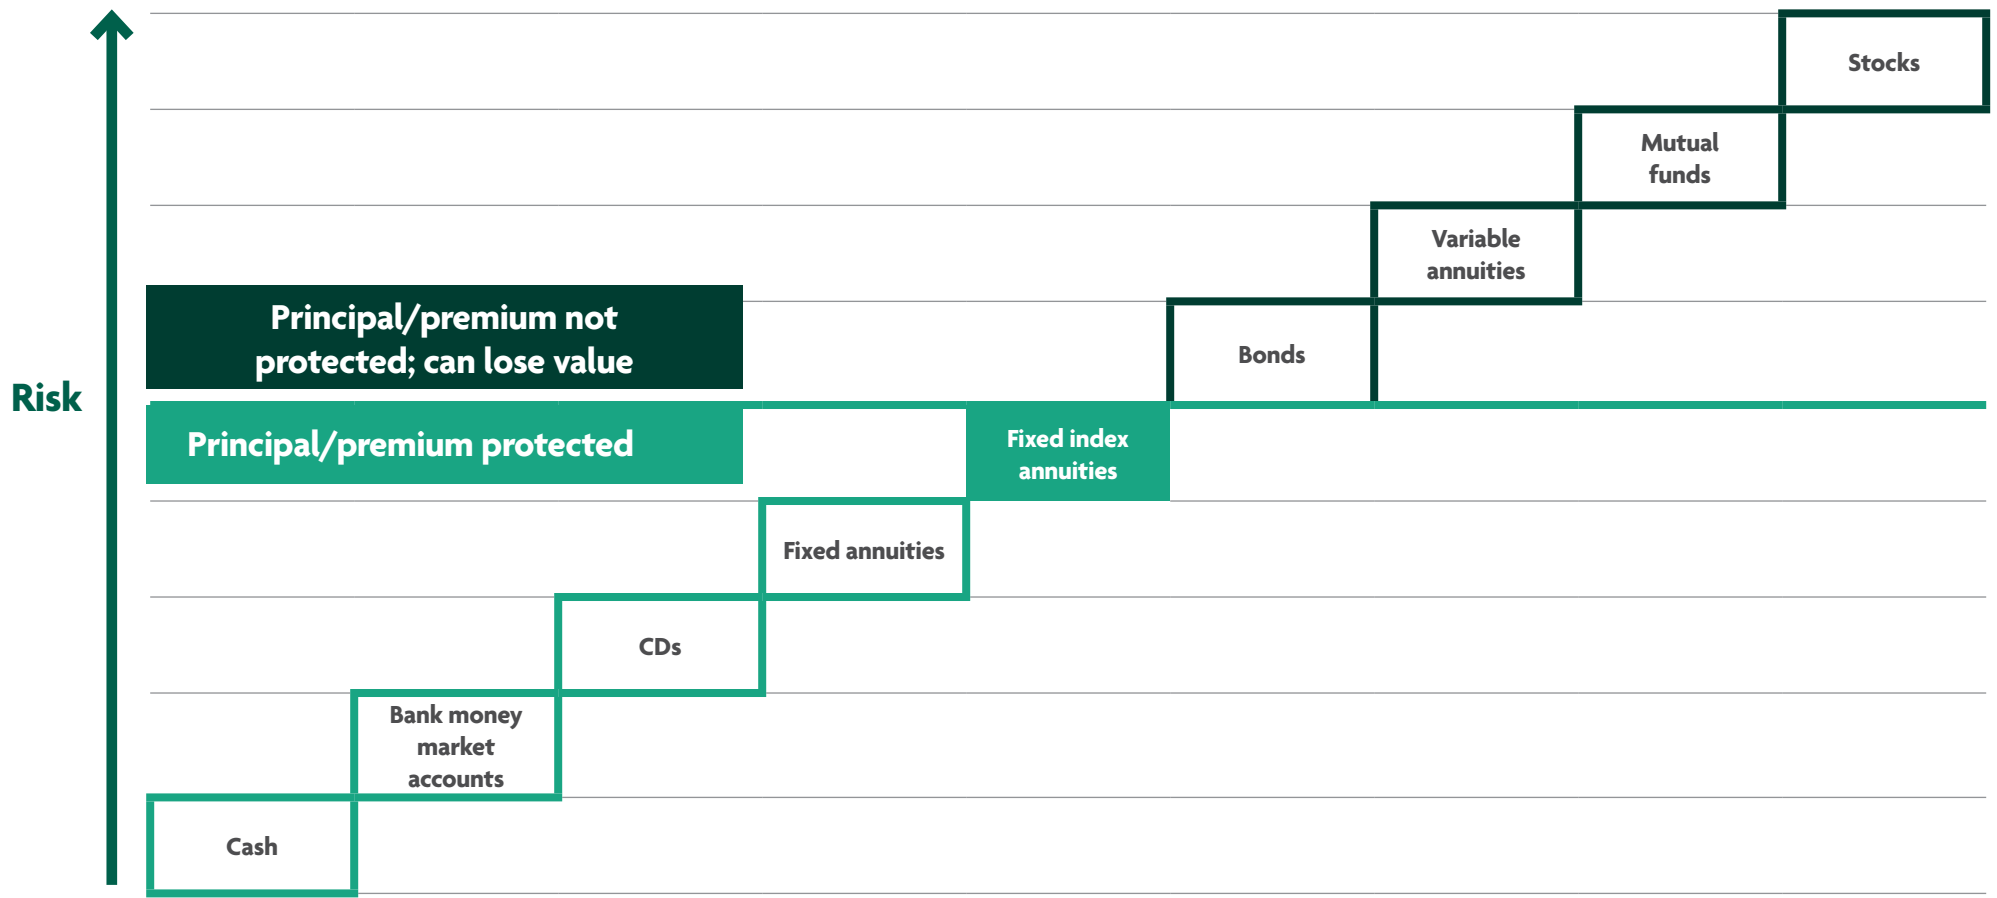 Stocks
Mutual
funds
Variable
annuities
Principal/premium not
protected; can lose value
Bonds
Risk
Principal/premium protected
Fixed index
annuities
Fixed annuities
CDs
Bank money
market
accounts
Cash